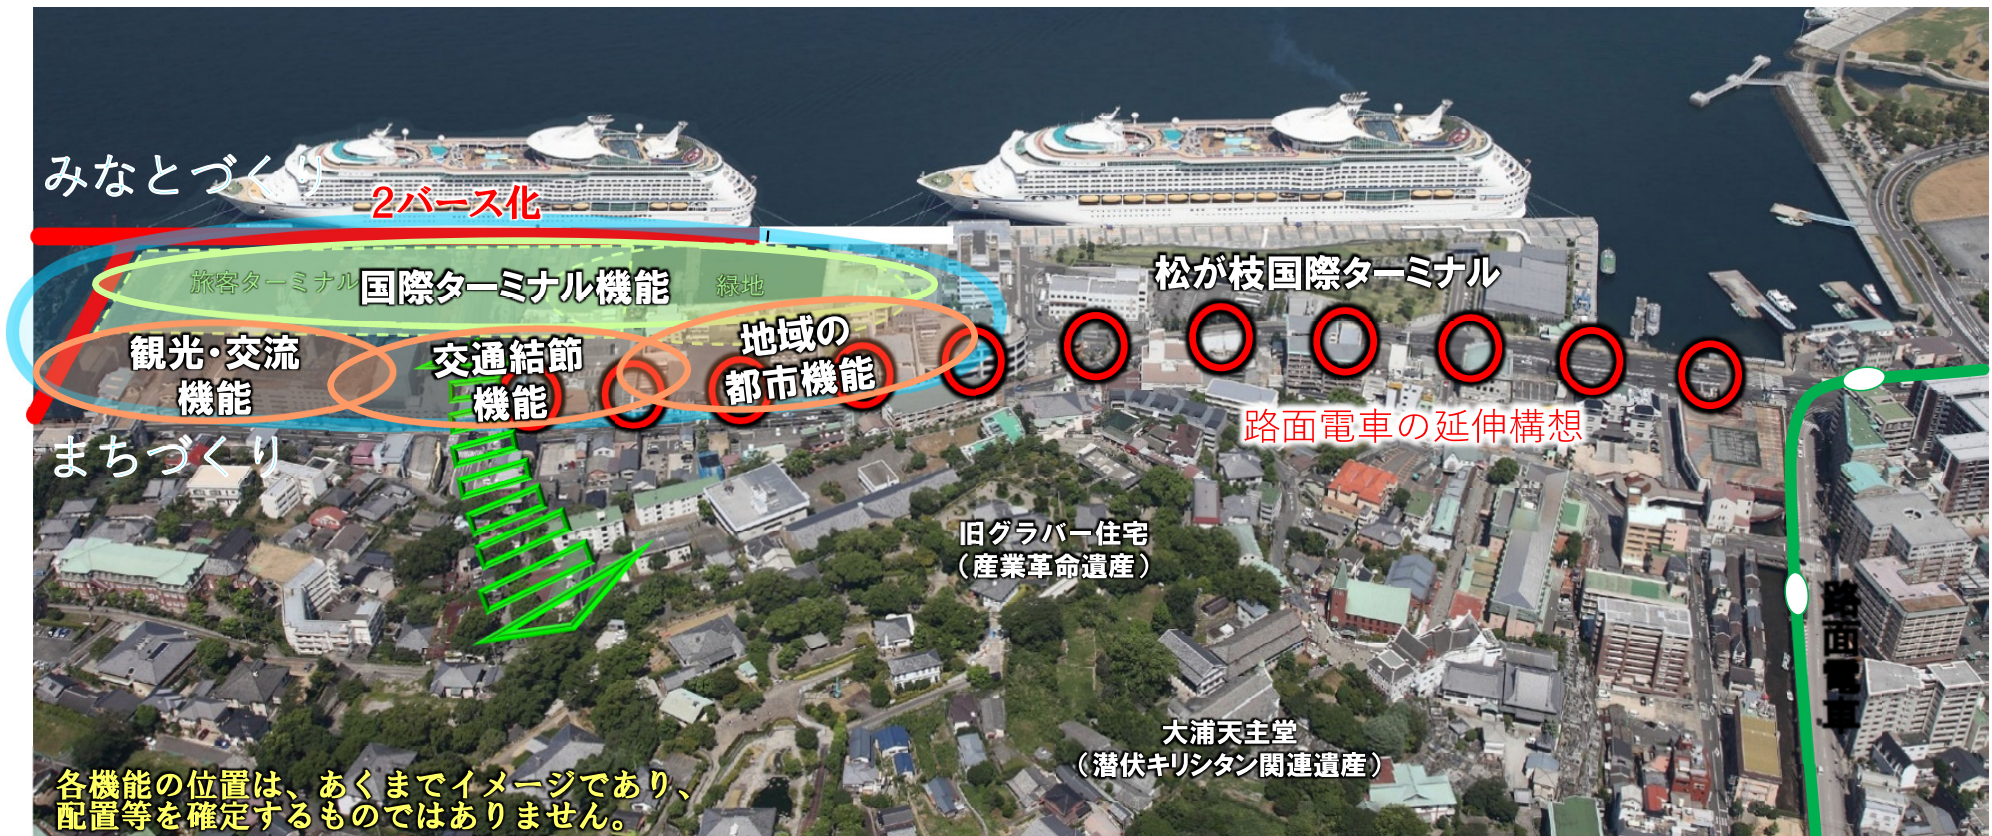 みなとづくり
2バース化
旅客ターミナル
国際ターミナル機能
緑地
松が枝国際ターミナル
観光・交流
機能
交通結節
機能
地域の
都市機能
路面電車の延伸構想
まちづくり
旧グラバー住宅
（産業革命遺産）
路面電車
大浦天主堂
（潜伏キリシタン関連遺産）
各機能の位置は、あくまでイメージであり、
配置等を確定するものではありません。